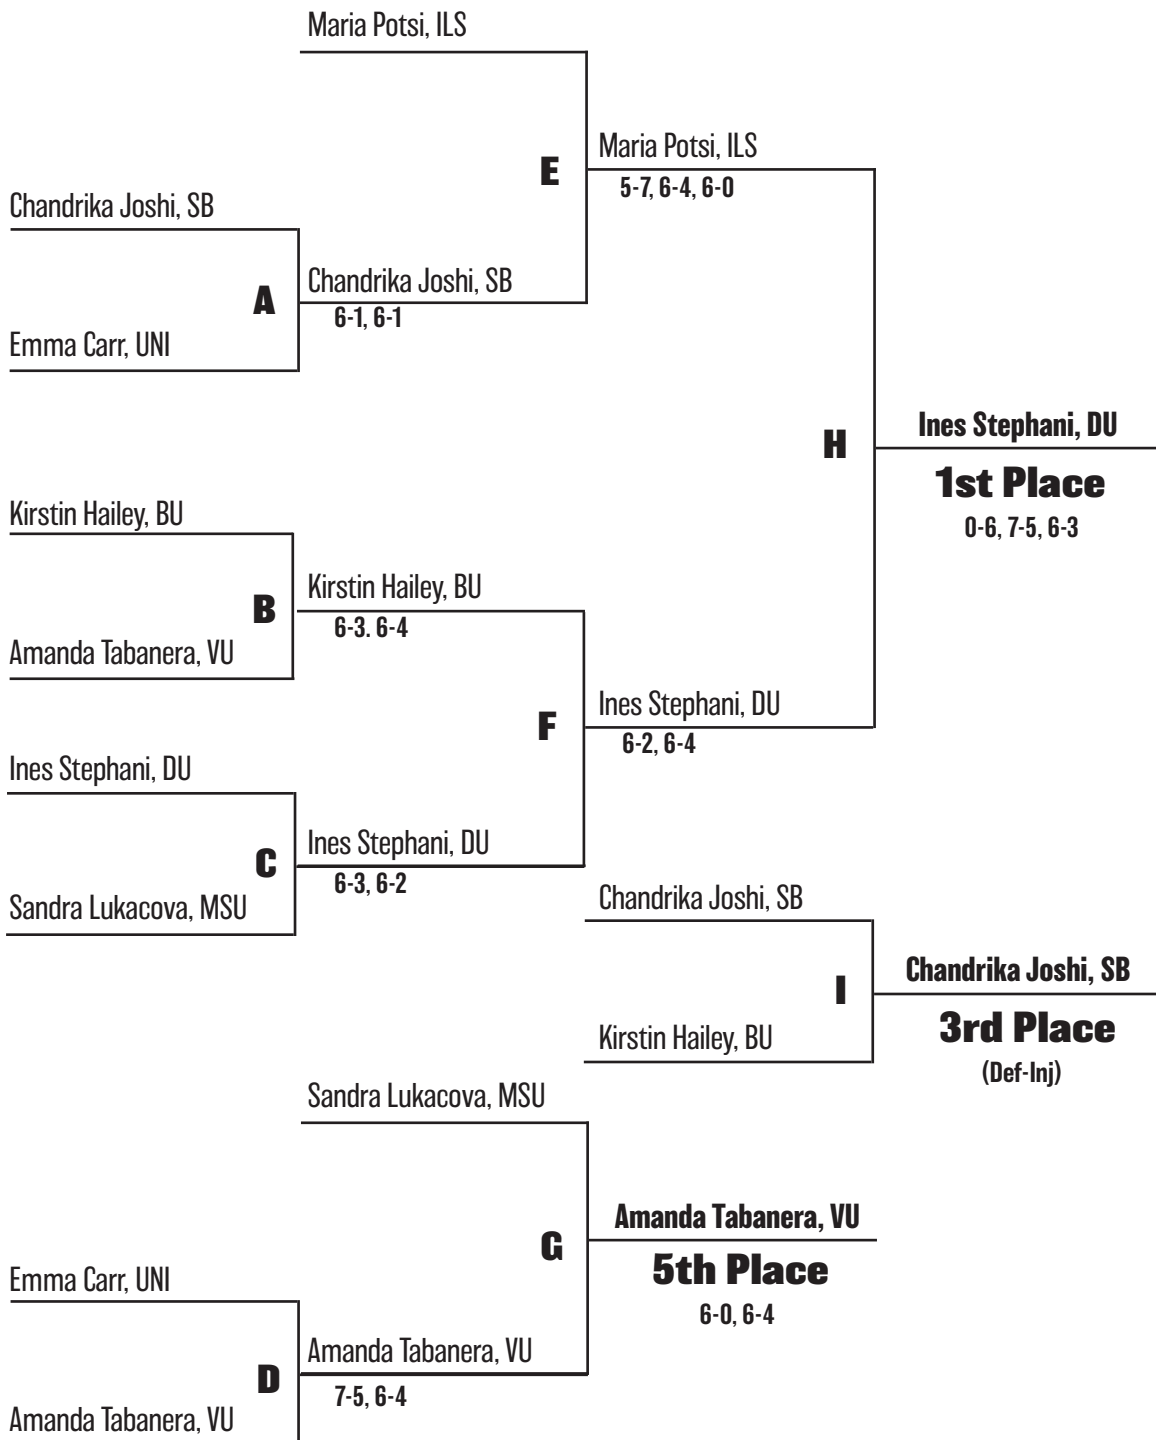 Maria Potsi, ILS
E
Maria Potsi, ILS
5-7, 6-4, 6-0
Chandrika Joshi, SB
A
Chandrika Joshi, SB
6-1, 6-1
Emma Carr, UNI
H
Ines Stephani, DU
1st Place
0-6, 7-5, 6-3
Kirstin Hailey, BU
B
Kirstin Hailey, BU
6-3. 6-4
Amanda Tabanera, VU
F
Ines Stephani, DU
6-2, 6-4
Ines Stephani, DU
C
Ines Stephani, DU
6-3, 6-2
Sandra Lukacova, MSU
Chandrika Joshi, SB
I
Chandrika Joshi, SB
3rd Place
(Def-Inj)
Kirstin Hailey, BU
Sandra Lukacova, MSU
G
Amanda Tabanera, VU
5th Place
6-0, 6-4
Emma Carr, UNI
D
Amanda Tabanera, VU
7-5, 6-4
Amanda Tabanera, VU